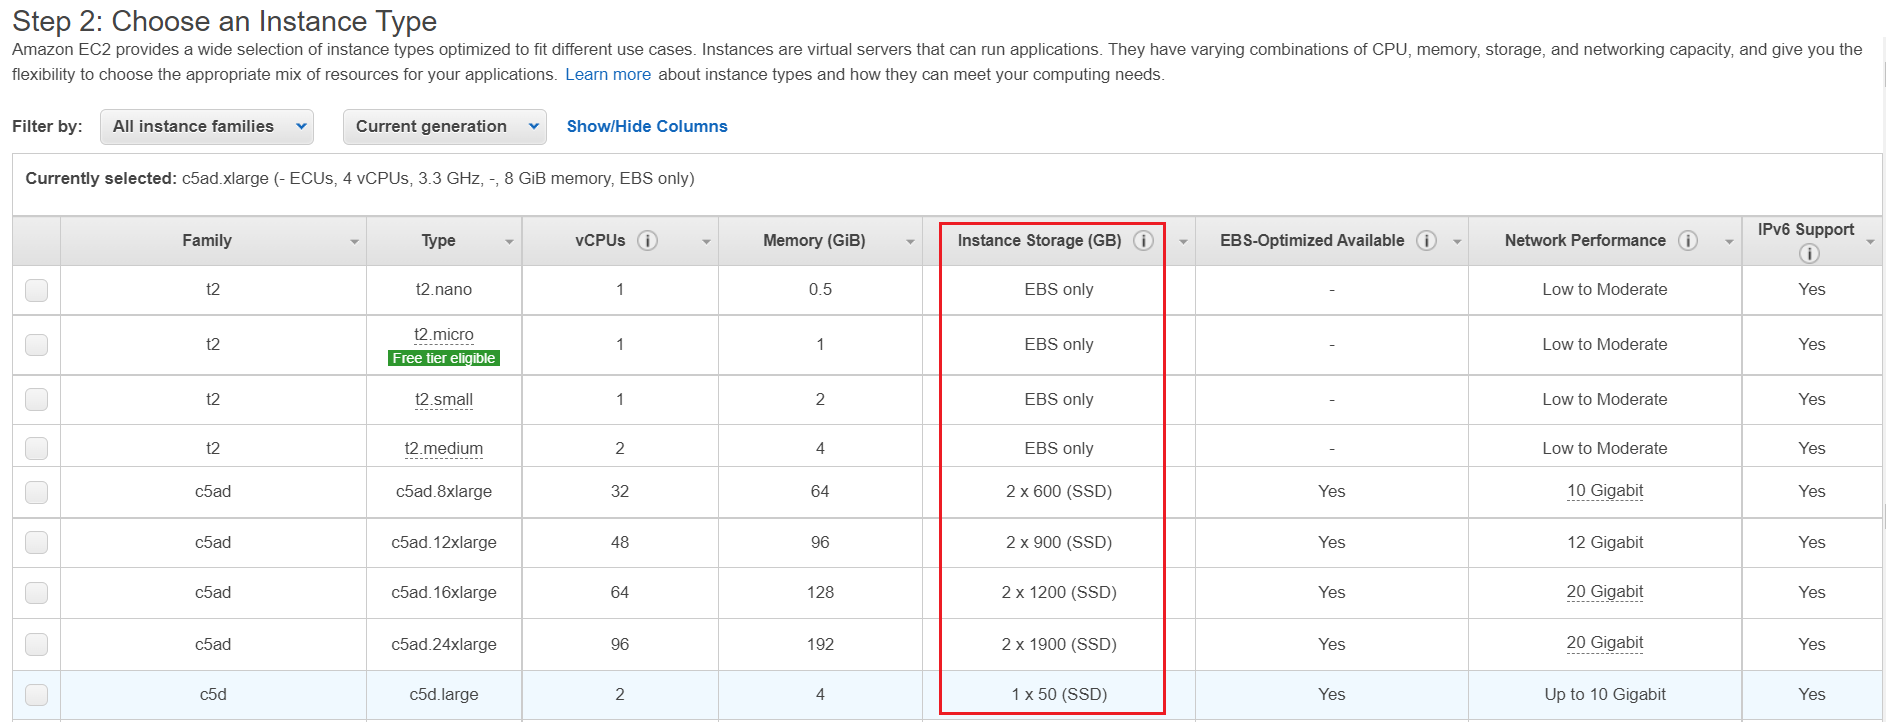 Step 2: Choose an Instance Type
Amazon EC2 provides a wide selection of instance types optimized to fit different use cases. Instances are virtual servers that can run applications. They have varying combinations of CPU, memory, storage, and networking capacity, and give you the
flexibility to choose the appropriate mix of resources for your applications. Learn more about instance types and how they can meet your computing needs.
Filter by: All instance families Current generation Show/Hide Columns
Currently selected: c5ad.xlarge (- ECUs, 4 vCPUs, 3.3 GHz, -, 8 GiB memory, EBS only)
Family Type vCPUs i Memory (GiB) Instance Storage (GB) i EBS-Optimized Available i Network Performance i IPv6 Support i
t2 t2.nano 1 0.5 EBS only - Low to Moderate Yes
t2 t2.micro 1 1 EBS only - Low to Moderate Yes
Free tier eligible
t2 t2.small 1 2 EBS only - Low to Moderate Yes
t2 t2.medium 2 4 EBS only - Low to Moderate Yes
c5ad c5ad.8xlarge 32 64 2 x 600 (SSD) Yes 10 Gigabit Yes
c5ad c5ad.12xlarge 48 96 2 x 900 (SSD) Yes 12 Gigabit Yes
c5ad c5ad.16xlarge 64 128 2 x 1200 (SSD) Yes 20 Gigabit Yes
c5ad c5ad.24xlarge 96 192 2 x 1900 (SSD) Yes 20 Gigabit Yes
c5d c5d.large 2 4 1 x 50 (SSD) Yes Up to 10 Gigabit Yes